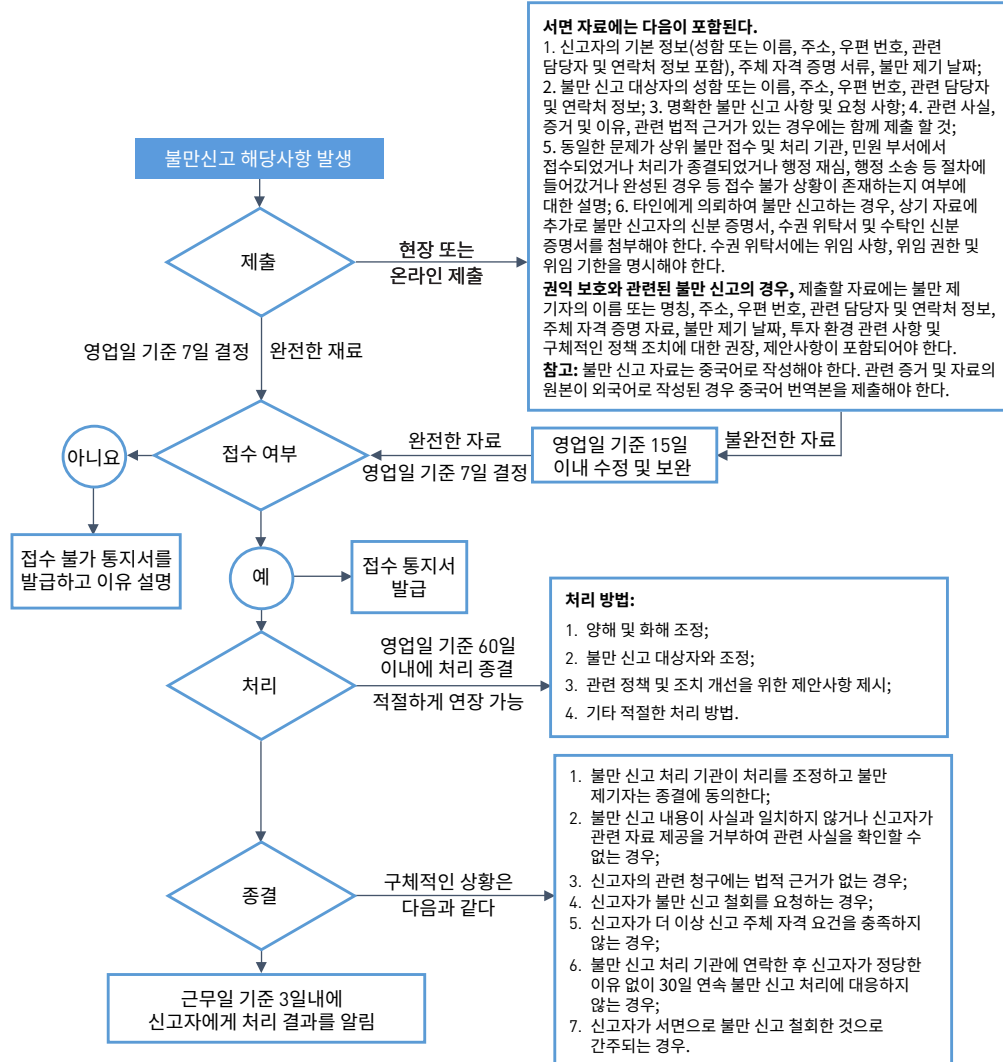 서면 자료에는 다음이 포함된다.
1. 신고자의 기본 정보(성함 또는 이름, 주소, 우편 번호, 관련
담당자 및 연락처 정보 포함), 주체 자격 증명 서류, 불만 제기 날짜;
2. 불만 신고 대상자의 성함 또는 이름, 주소, 우편 번호, 관련 담당자
및 연락처 정보; 3. 명확한 불만 신고 사항 및 요청 사항; 4. 관련 사실,
증거 및 이유, 관련 법적 근거가 있는 경우에는 함께 제출 할 것;
5. 동일한 문제가 상위 불만 접수 및 처리 기관, 민원 부서에서
접수되었거나 처리가 종결되었거나 행정 재심, 행정 소송 등 절차에
들어갔거나 완성된 경우 등 접수 불가 상황이 존재하는지 여부에
대한 설명; 6. 타인에게 의뢰하여 불만 신고하는 경우, 상기 자료에
추가로 불만 신고자의 신분 증명서, 수권 위탁서 및 수탁인 신분
증명서를 첨부해야 한다. 수권 위탁서에는 위임 사항, 위임 권한 및
위임 기한을 명시해야 한다.
권익 보호와 관련된 불만 신고의 경우, 제출할 자료에는 불만 제
기자의 이름 또는 명칭, 주소, 우편 번호, 관련 담당자 및 연락처 정보,
주체 자격 증명 자료, 불만 제기 날짜, 투자 환경 관련 사항 및
구체적인 정책 조치에 대한 권장, 제안사항이 포함되어야 한다.
참고: 불만 신고 자료는 중국어로 작성해야 한다. 관련 증거 및 자료의
원본이 외국어로 작성된 경우 중국어 번역본을 제출해야 한다.
불만신고 해당사항 발생
제출
현장 또는
온라인 제출
영업일 기준 7일 결정
완전한 재료
아니요
접수 여부
완전한 자료
영업일 기준 7일 결정
영업일 기준 15일
이내 수정 및 보완
불완전한 자료
접수 불가 통지서를
발급하고 이유 설명
예
접수 통지서
발급
처리
영업일 기준 60일
이내에 처리 종결
적절하게 연장 가능
처리 방법:
1. 양해 및 화해 조정;
2. 불만 신고 대상자와 조정;
3. 관련 정책 및 조치 개선을 위한 제안사항 제시;
4. 기타 적절한 처리 방법.
종결
구체적인 상황은
다음과 같다
1. 불만 신고 처리 기관이 처리를 조정하고 불만
제기자는 종결에 동의한다;
2. 불만 신고 내용이 사실과 일치하지 않거나 신고자가
관련 자료 제공을 거부하여 관련 사실을 확인할 수
없는 경우;
3. 신고자의 관련 청구에는 법적 근거가 없는 경우;
4. 신고자가 불만 신고 철회를 요청하는 경우;
5. 신고자가 더 이상 신고 주체 자격 요건을 충족하지
않는 경우;
6. 불만 신고 처리 기관에 연락한 후 신고자가 정당한
이유 없이 30일 연속 불만 신고 처리에 대응하지
않는 경우;
7. 신고자가 서면으로 불만 신고 철회한 것으로
간주되는 경우.
근무일 기준 3일내에
신고자에게 처리 결과를 알림